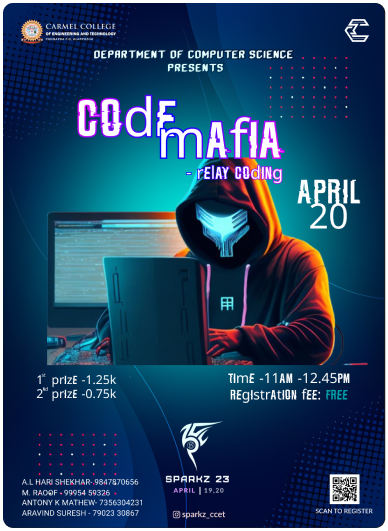 CARMEL COLLEGE
OF ENGINEERING AND TECHNOLOGY
DEPARTMENT OF COMPUTER SCIENCE
PRESENTS
COdE
mAfIA
- rElAY COdINg
APRIL
20
1st prIzE -1.25k
2nd prIzE -0.75k
TImE -11AM -12.45PM
REgIstrAtION fEE: FREE
SPARKZ 23
APRIL | 19.20
A.L HARI SHEKHAR-9847870656
M. RAOOF - 99954 59326
ANTONY K MATHEW- 7356304231
ARAVIND SURESH - 79023 30867
sparkz_ccet
SCAN TO REGISTER